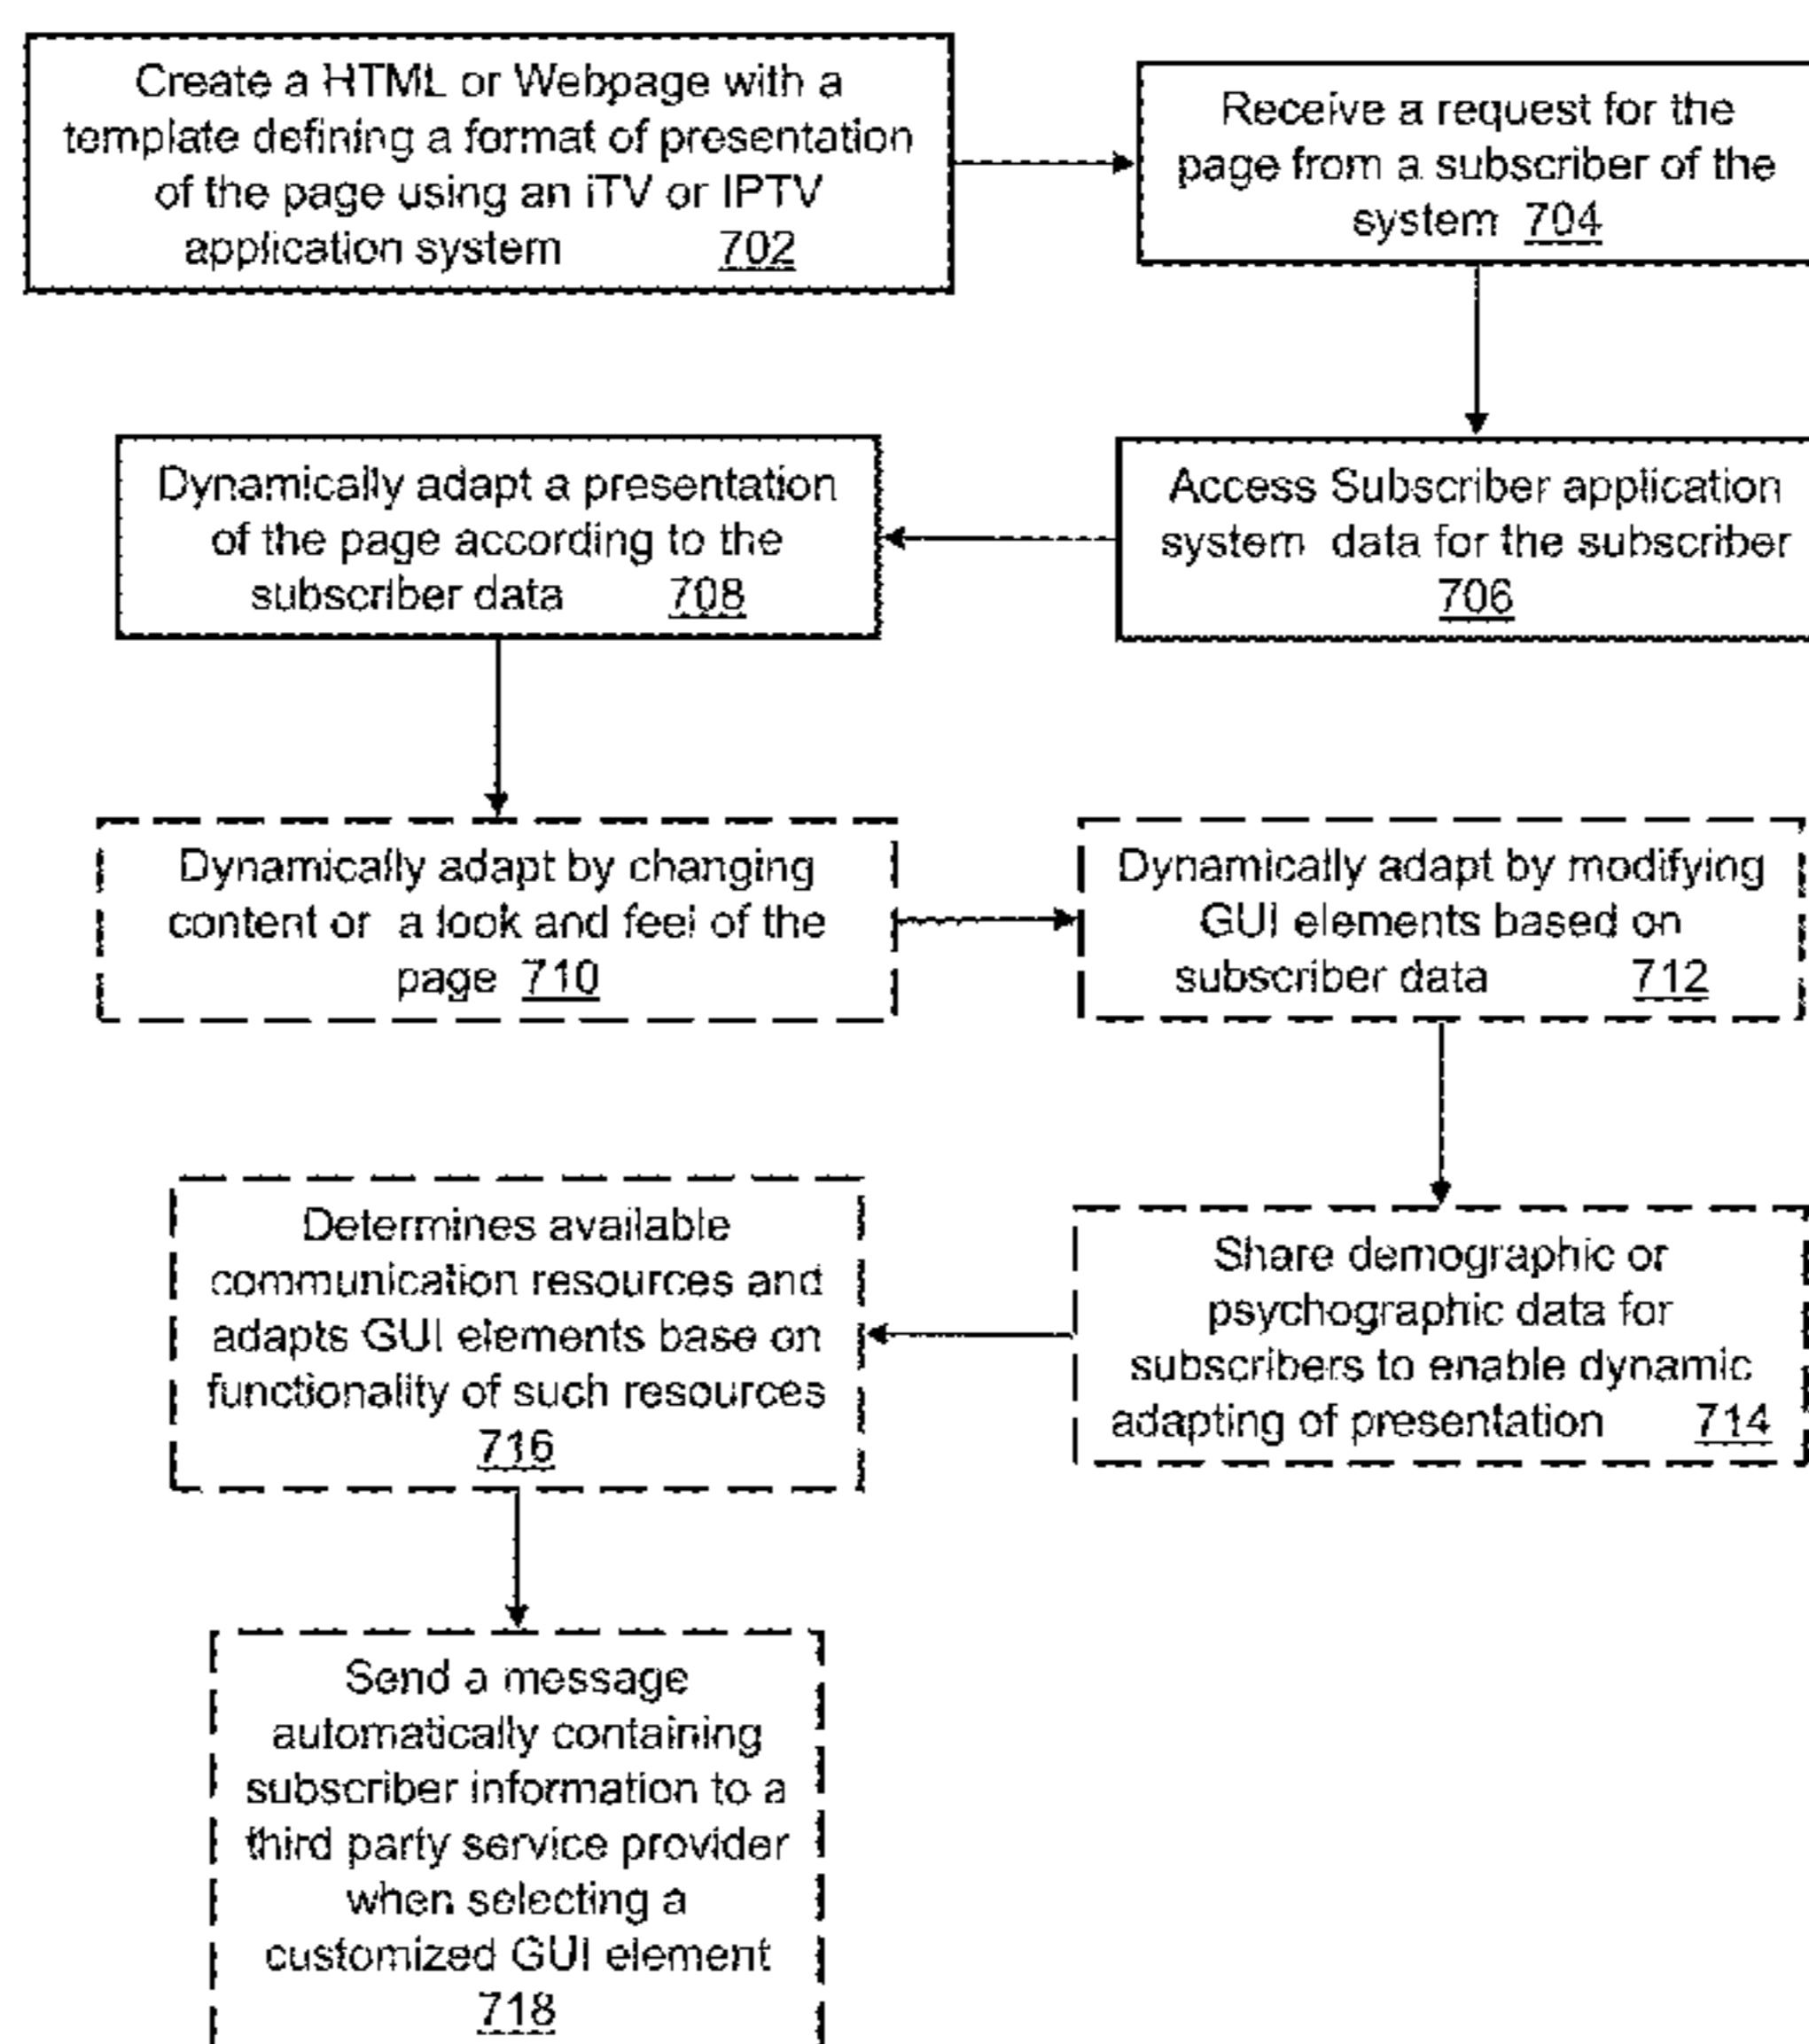 Create a HTML or Webpage with a
template defining a format of presentation
of the page using an iTV or IPTV
application system 702
Receive a request for the
page from a subscriber of the
system 704
Access Subscriber application
system data for the subscriber
706
Dynamically adapt a presentation
of the page according to the
subscriber data 708
Dynamically adapt by changing
content or a look and feel of the
page 710
Dynamically adapt by modifying
GUI elements based on
subscriber data 712
Share demographic or
psychographic data for
subscribers to enable dynamic
adapting of presentation 714
Determines available
communication resources and
adapts GUI elements base on
functionality of such resources
716
Send a message
automatically containing
subscriber information to a
third party service provider
when selecting a
customized GUI element
718